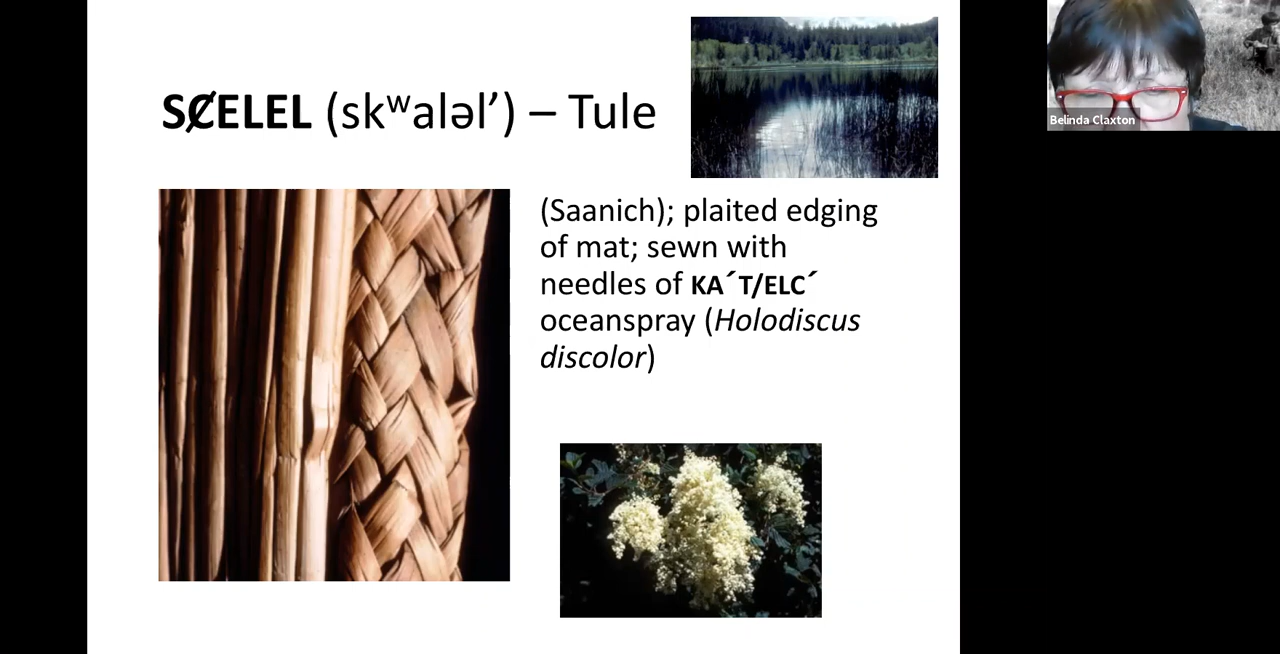 SȻELEL (skʷaləl’) – Tule
(Saanich); plaited edging
of mat; sewn with
needles of KA´T/ELC´
oceanspray (Holodiscus
discolor)
Belinda Claxton